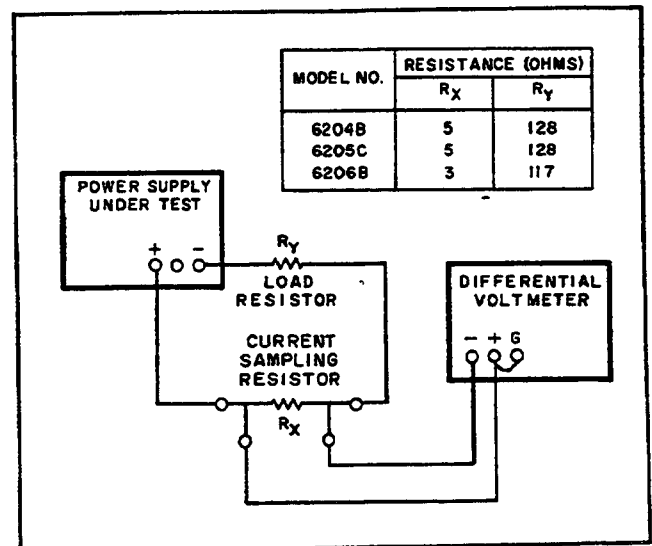 MODEL NO. RESISTANCE (OHMS)
RX RY
6204B 5 128
6205C 5 128
6206B 3 117
POWER SUPPLY
UNDER TEST
+ -
RY
LOAD
RESISTOR
DIFFERENTIAL
VOLTMETER
- + G
CURRENT
SAMPLING
RESISTOR
RX